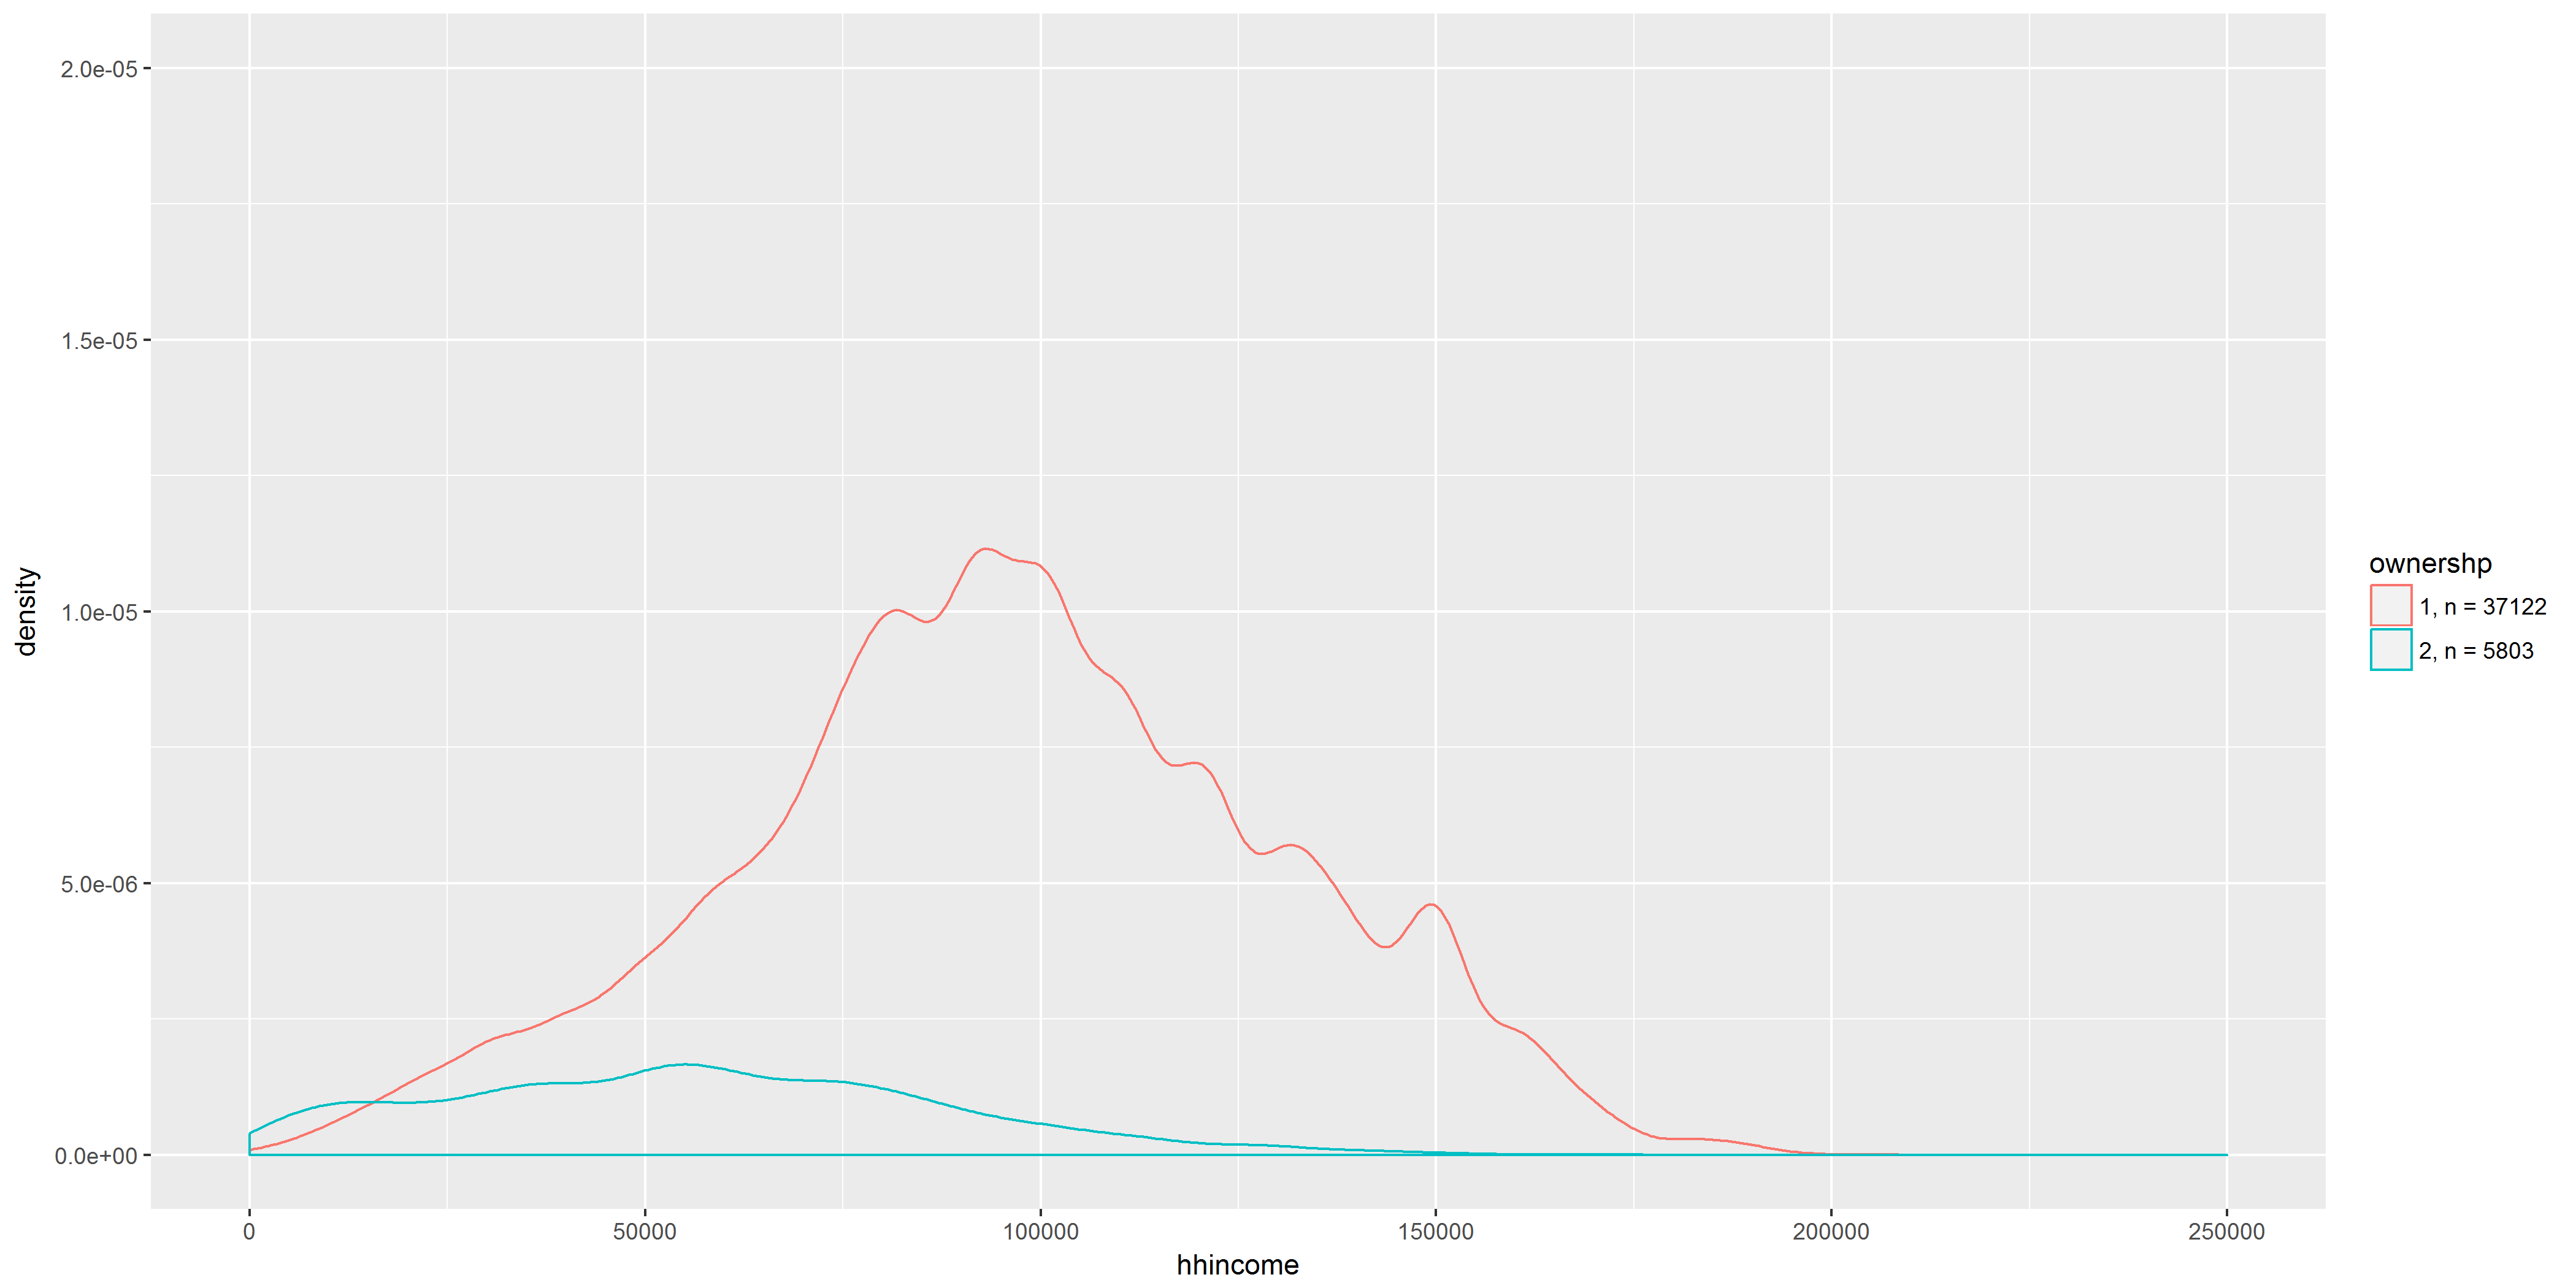 2.0e-05
1.5e-05
1.0e-05
5.0e-06
0.0e+00
density
0 50000 100000 150000 200000 250000
hhincome
ownershp
1, n = 37122
2, n = 5803